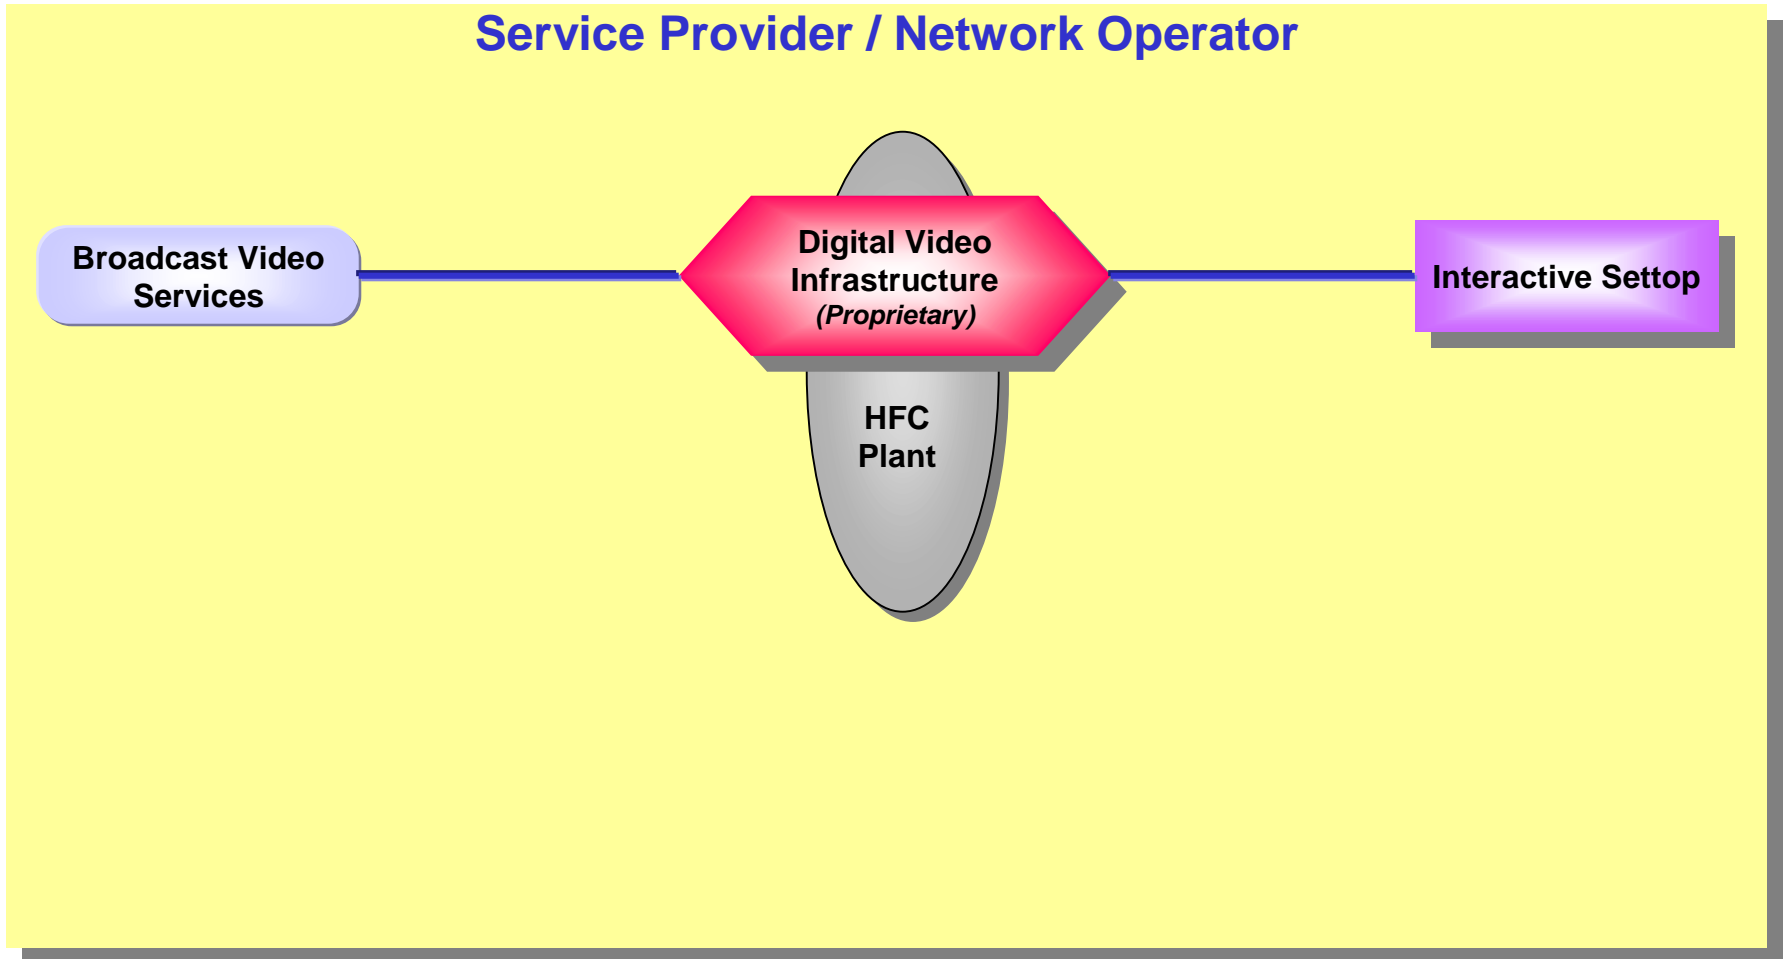 Service Provider / Network Operator
Broadcast Video
Services
Digital Video
Infrastructure
(Proprietary)
Interactive Settop
HFC
Plant